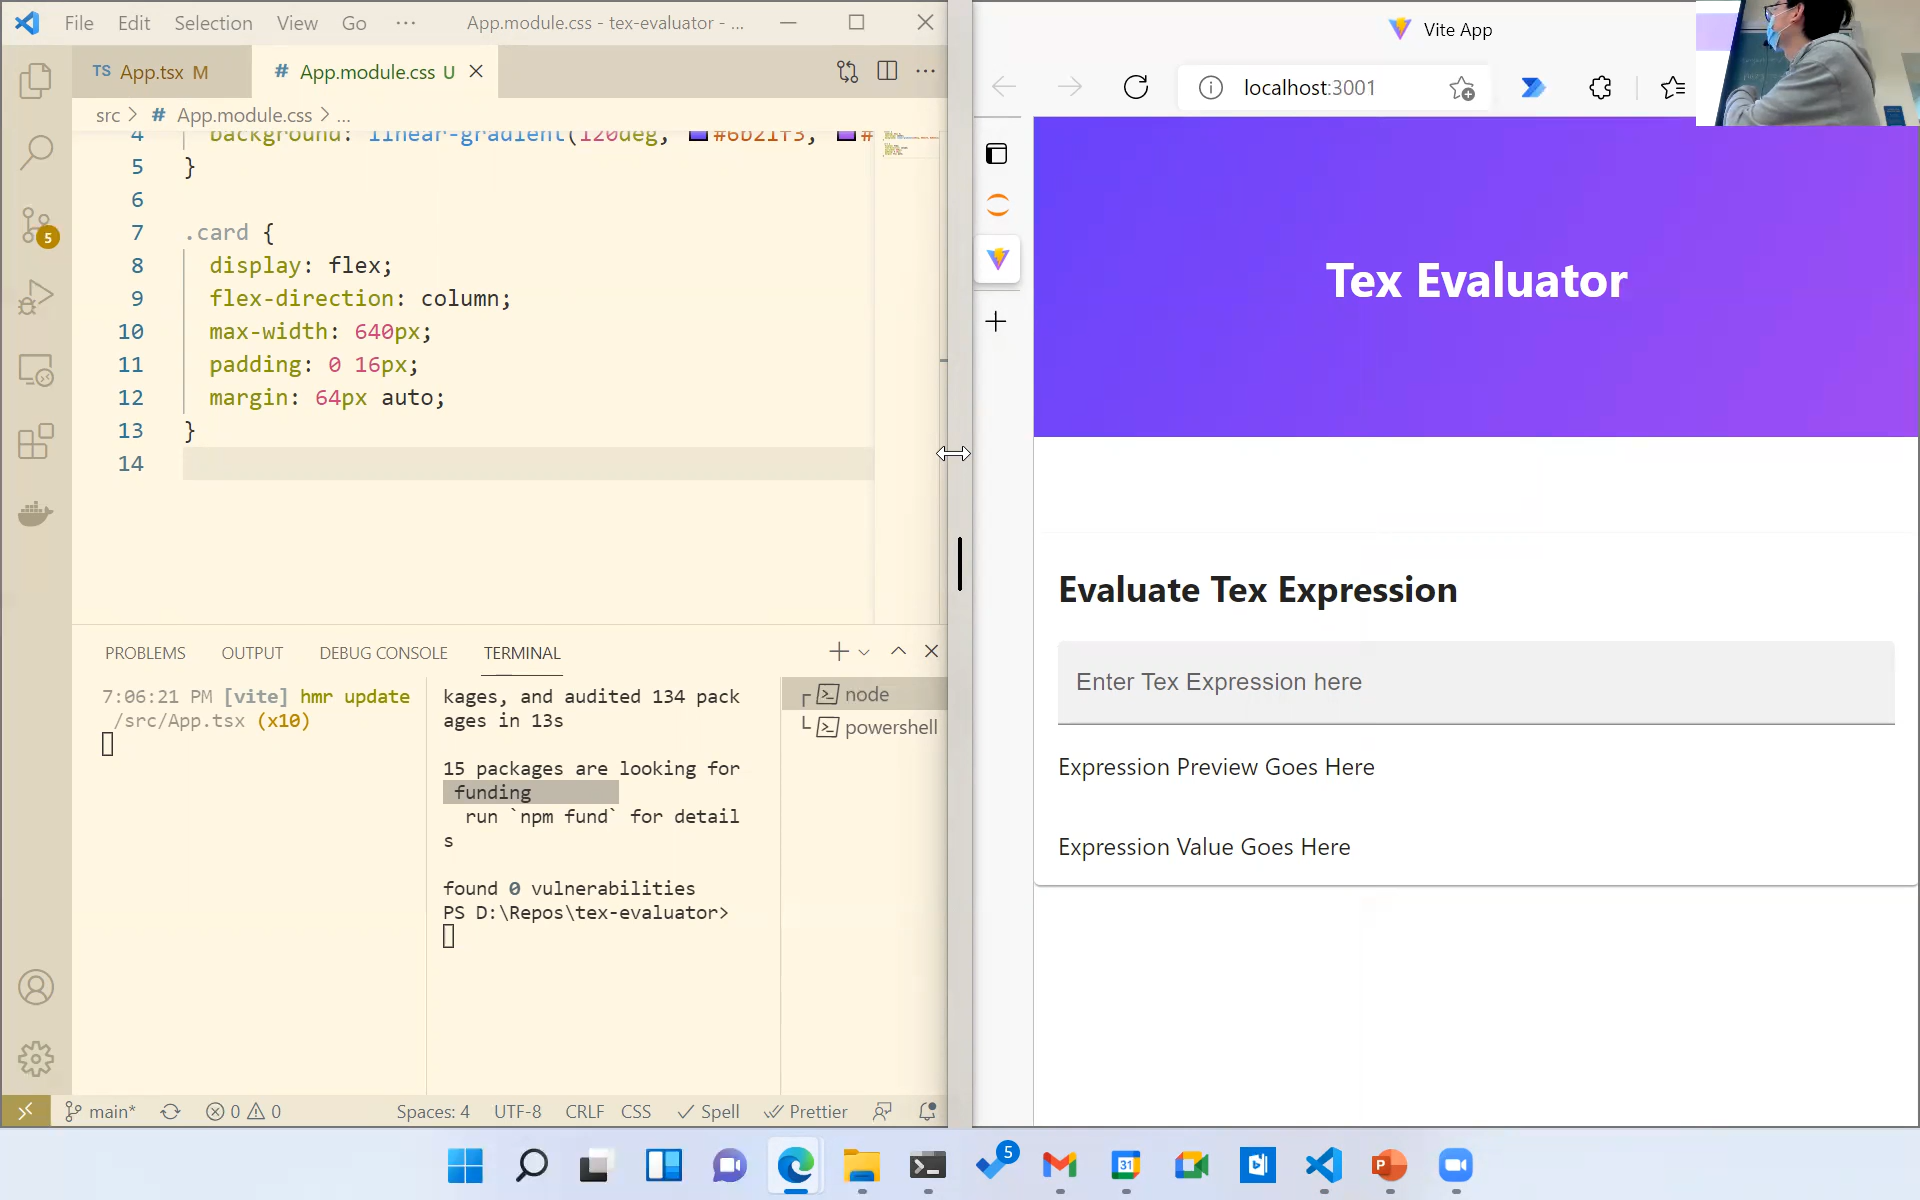 File Edit Selection View Go ··· App.module.css - tex-evaluator - ...
TS App.tsx M # App.module.css U
src > # App.module.css > ...
4 background: linear-gradient(120deg, #6b21f3, #
5 }
6
7 .card {
8 display: flex;
9 flex-direction: column;
10 max-width: 640px;
11 padding: 0 16px;
12 margin: 64px auto;
13 }
14
5
PROBLEMS OUTPUT DEBUG CONSOLE TERMINAL
7:06:21 PM [vite] hmr update
/src/App.tsx (x10)
kages, and audited 134 pack
ages in 13s
15 packages are looking for
funding
run `npm fund` for detail
s
found 0 vulnerabilities
PS D:\Repos\tex-evaluator>
node
powershell
main* 0 0 Spaces: 4 UTF-8 CRLF CSS Spell Prettier
Vite App
localhost:3001
Tex Evaluator
Evaluate Tex Expression
Enter Tex Expression here
Expression Preview Goes Here
Expression Value Goes Here
5
31
P